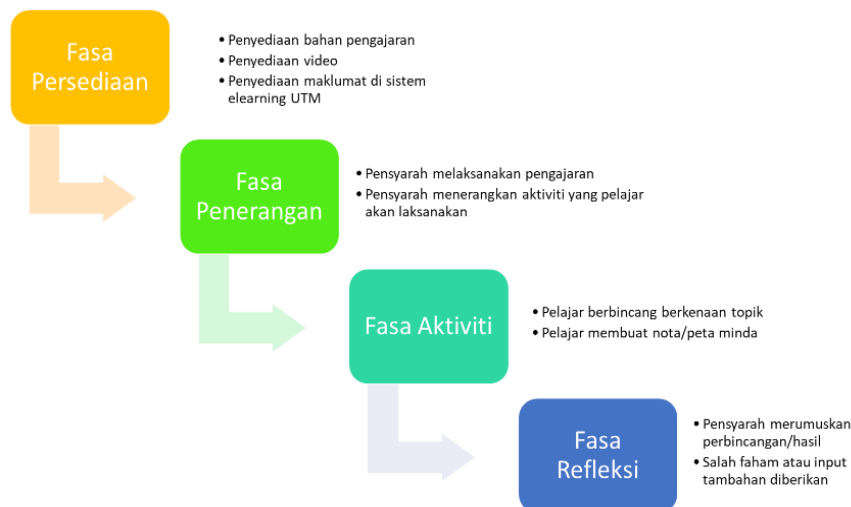 Fasa
Persediaan
• Penyediaan bahan pengajaran
• Penyediaan video
• Penyediaan maklumat di sistem
elearning UTM
Fasa
Penerangan
• Pensyarah melaksanakan pengajaran
• Pensyarah menerangkan aktiviti yang pelajar
akan laksanakan
Fasa Aktiviti
• Pelajar berbincang berkenaan topik
• Pelajar membuat nota/peta minda
Fasa
Refleksi
• Pensyarah merumuskan
perbincangan/hasil
• Salah faham atau input
tambahan diberikan